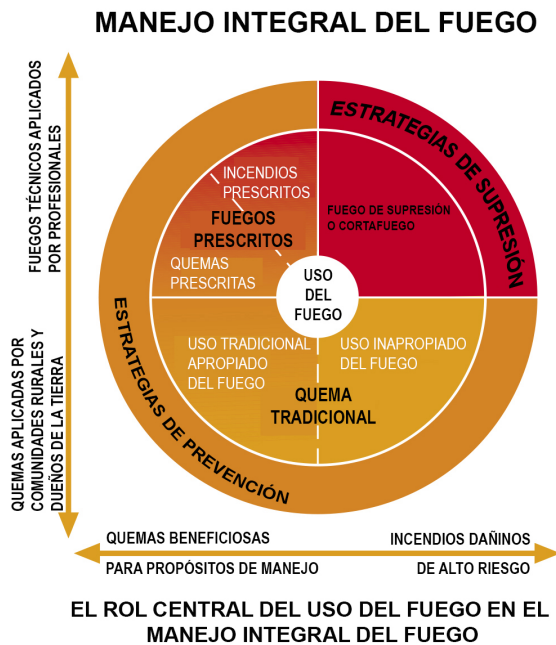 MANEJO INTEGRAL DEL FUEGO
FUEGOS TÉCNICOS APLICADOS
POR PROFESIONALES
QUEMAS APLICADAS POR
COMUNIDADES RURALES Y
DUEÑOS DE LA TIERRA
ESTRATEGIAS DE SUPRESIÓN
ESTRATEGIAS DE PREVENCIÓN
INCENDIOS
PRESCRITOS
FUEGOS
PRESCRITOS
QUEMAS
PRESCRITAS
FUEGO DE SUPRESIÓN
O CORTAFUEGO
USO
DEL
FUEGO
USO TRADICIONAL
APROPIADO
DEL FUEGO
USO INAPROPIADO
DEL FUEGO
QUEMA
TRADICIONAL
QUEMAS BENEFICIOSAS
PARA PROPÓSITOS DE MANEJO
INCENDIOS DAÑINOS
DE ALTO RIESGO
EL ROL CENTRAL DEL USO DEL FUEGO EN EL
MANEJO INTEGRAL DEL FUEGO